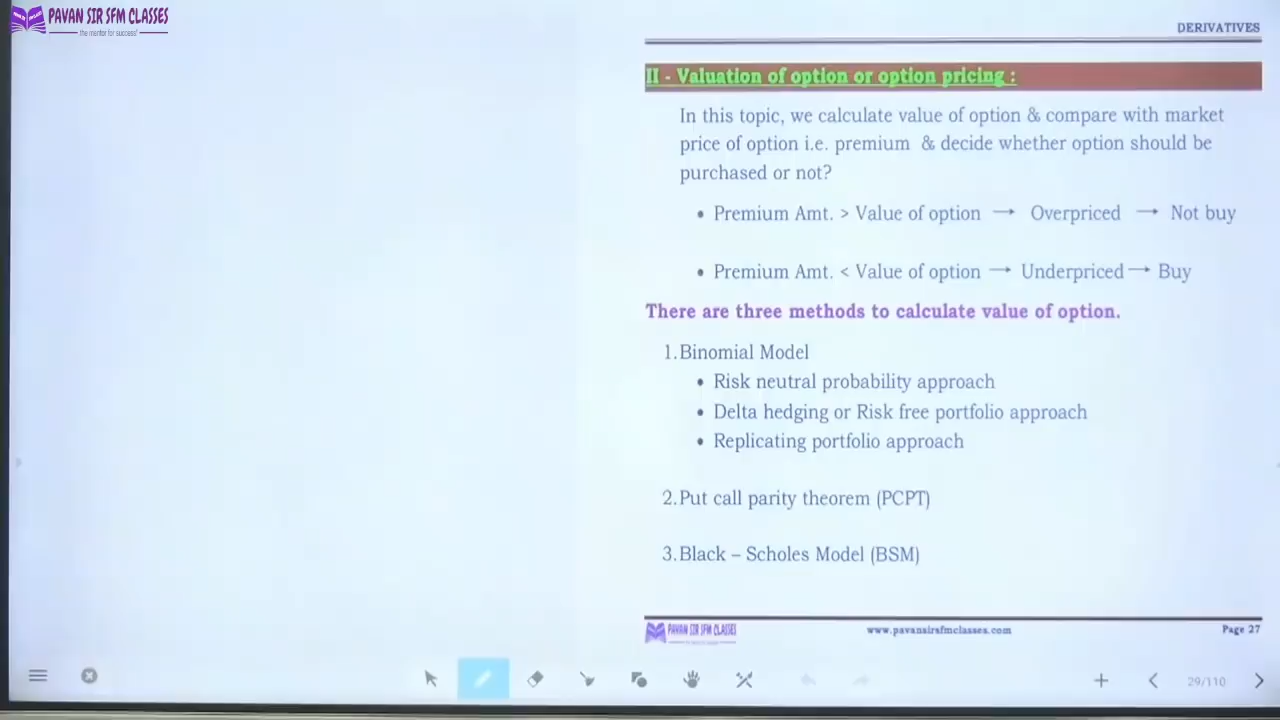 PAVAN SIR SFM CLASSES
the mentor for success'
DERIVATIVES
II - Valuation of option or option pricing :
In this topic, we calculate value of option & compare with market
price of option i.e. premium & decide whether option should be
purchased or not?
• Premium Amt. > Value of option → Overpriced → Not buy
• Premium Amt. < Value of option → Underpriced → Buy
There are three methods to calculate value of option.
1. Binomial Model
• Risk neutral probability approach
• Delta hedging or Risk free portfolio approach
• Replicating portfolio approach
2. Put call parity theorem (PCPT)
3. Black – Scholes Model (BSM)
PAVAN SIR SFM CLASSES
www.pavansirsfmclasses.com
Page 27
29/110